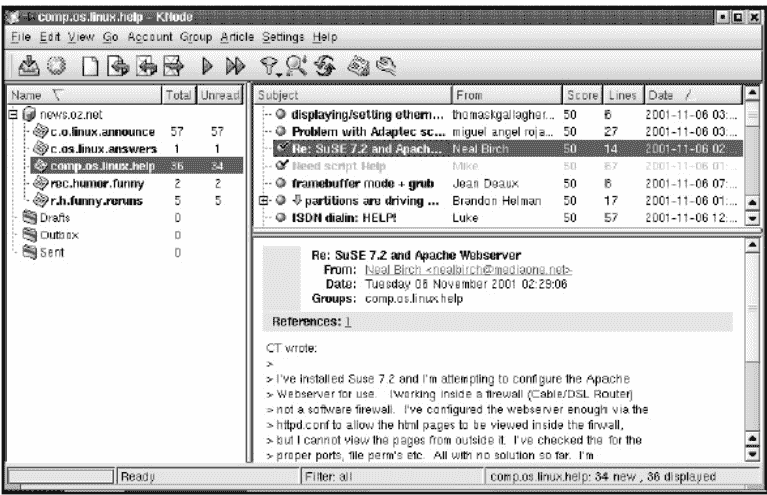 comp.os.linux.help - KNode
File Edit View Go Account Group Article Settings Help
Name Total Unread
news.oz.net
c.o.linux.announce 57 57
c.os.linux.answers 1 1
comp.os.linux.help 36 34
rec.humor.funny 2 2
r.h.funny.reruns 5 5
Drafts 0
Outbox 0
Sent 0
Subject From Score Lines Date
displaying/setting ethern... thomaskgallagher... 50 6 2001-11-06 03:...
Problem with Adaptec sc... miguel angel roja... 50 27 2001-11-06 03:...
Re: SuSE 7.2 and Apach... Neal Birch 50 14 2001-11-06 02:...
Need script Help Mike 50 67 2001-11-06 01:...
framebuffer mode + grub Jean Deaux 50 6 2001-11-06 07:...
partitions are driving ... Brandon Helman 50 17 2001-11-06 01:...
ISDN dialin: HELP! Luke 50 57 2001-11-06 12:...
Re: SuSE 7.2 and Apache Webserver
From: Neal Birch <nealbirch@mediaone.net>
Date: Tuesday 06 November 2001 02:29:06
Groups: comp.os.linux.help
References: 1
CT wrote:
>
> I've installed Suse 7.2 and I'm attempting to configure the Apache
> Webserver for use. I'working inside a firewall (Cable/DSL Router)
> not a software firewall. I've configured the webserver enough via the
> httpd.conf to allow the html pages to be viewed inside the firwall,
> but I cannot view the pages from outside it. I've checked the for the
> proper ports, file perm's etc. All with no solution so far. I'm
Ready Filter: all comp.os.linux.help: 34 new , 36 displayed